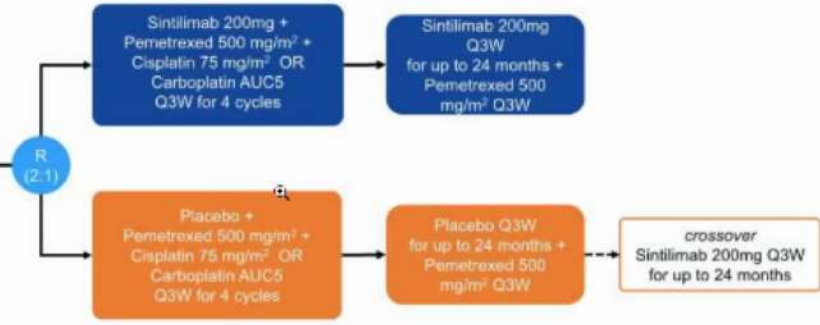 Sintilimab 200mg +
Pemetrexed 500 mg/m² +
Cisplatin 75 mg/m² OR
Carboplatin AUC5
Q3W for 4 cycles
Sintilimab 200mg
Q3W
for up to 24 months +
Pemetrexed 500
mg/m² Q3W
R
(2:1)
Placebo +
Pemetrexed 500 mg/m² +
Cisplatin 75 mg/m² OR
Carboplatin AUC5
Q3W for 4 cycles
Placebo Q3W
for up to 24 months +
Pemetrexed 500
mg/m² Q3W
crossover
Sintilimab 200mg Q3W
for up to 24 months